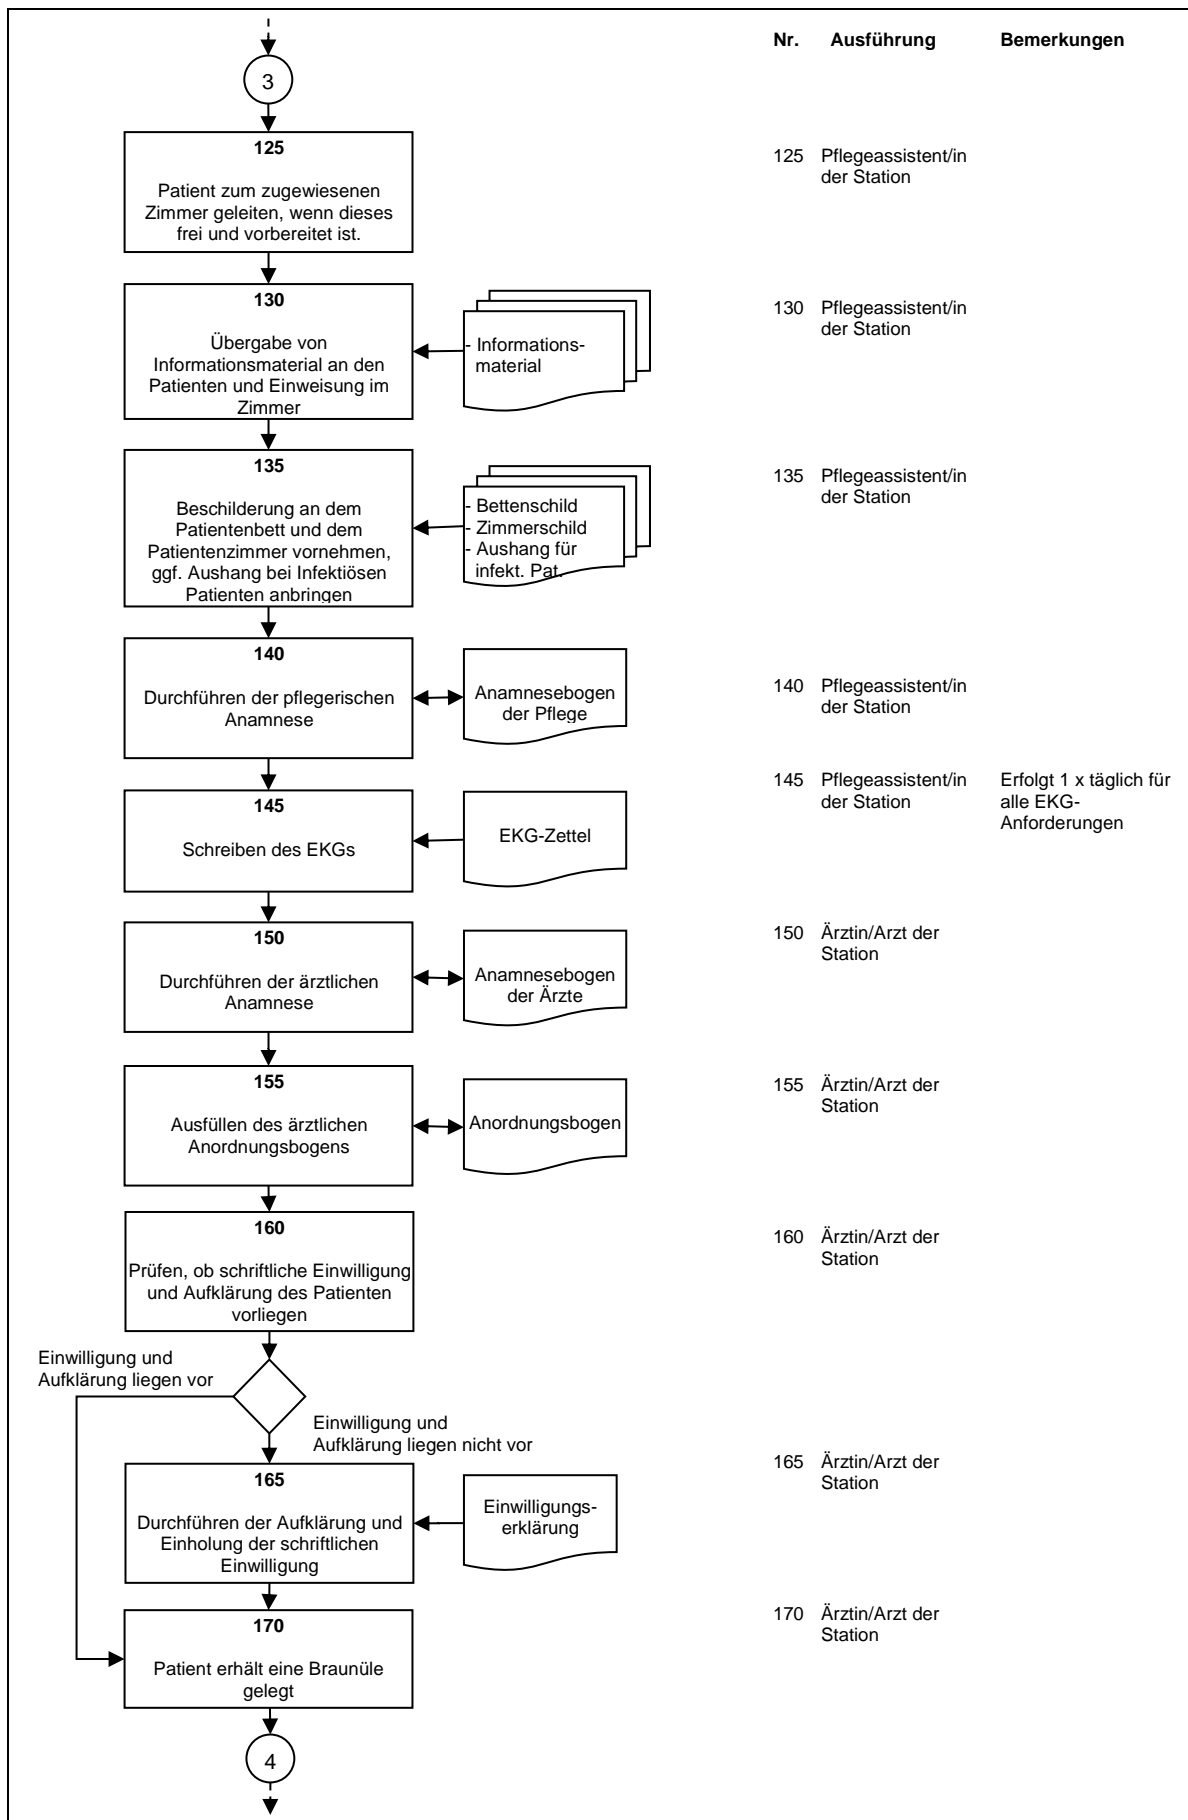 Nr. Ausführung Bemerkungen
3
125
Patient zum zugewiesenen
Zimmer geleiten, wenn dieses
frei und vorbereitet ist.
125 Pflegeassistent/in
der Station
130
Übergabe von
Informationsmaterial an den
Patienten und Einweisung im
Zimmer
- Informations-
material
130 Pflegeassistent/in
der Station
135
Beschilderung an dem
Patientenbett und dem
Patientenzimmer vornehmen,
ggf. Aushang bei Infektiösen
Patienten anbringen
- Bettenschild
- Zimmerschild
- Aushang für
infekt. Pat.
135 Pflegeassistent/in
der Station
140
Durchführen der pflegerischen
Anamnese
Anamnesebogen
der Pflege
140 Pflegeassistent/in
der Station
145
Schreiben des EKGs
EKG-Zettel
145 Pflegeassistent/in
der Station
Erfolgt 1 x täglich für
alle EKG-
Anforderungen
150
Durchführen der ärztlichen
Anamnese
Anamnesebogen
der Ärzte
150 Ärztin/Arzt der
Station
155
Ausfüllen des ärztlichen
Anordnungsbogens
Anordnungsbogen
155 Ärztin/Arzt der
Station
160
Prüfen, ob schriftliche Einwilligung
und Aufklärung des Patienten
vorliegen
160 Ärztin/Arzt der
Station
Einwilligung und
Aufklärung liegen vor
Einwilligung und
Aufklärung liegen nicht vor
165
Durchführen der Aufklärung und
Einholung der schriftlichen
Einwilligung
Einwilligungs-
erklärung
165 Ärztin/Arzt der
Station
170
Patient erhält eine Braunüle
gelegt
170 Ärztin/Arzt der
Station
4